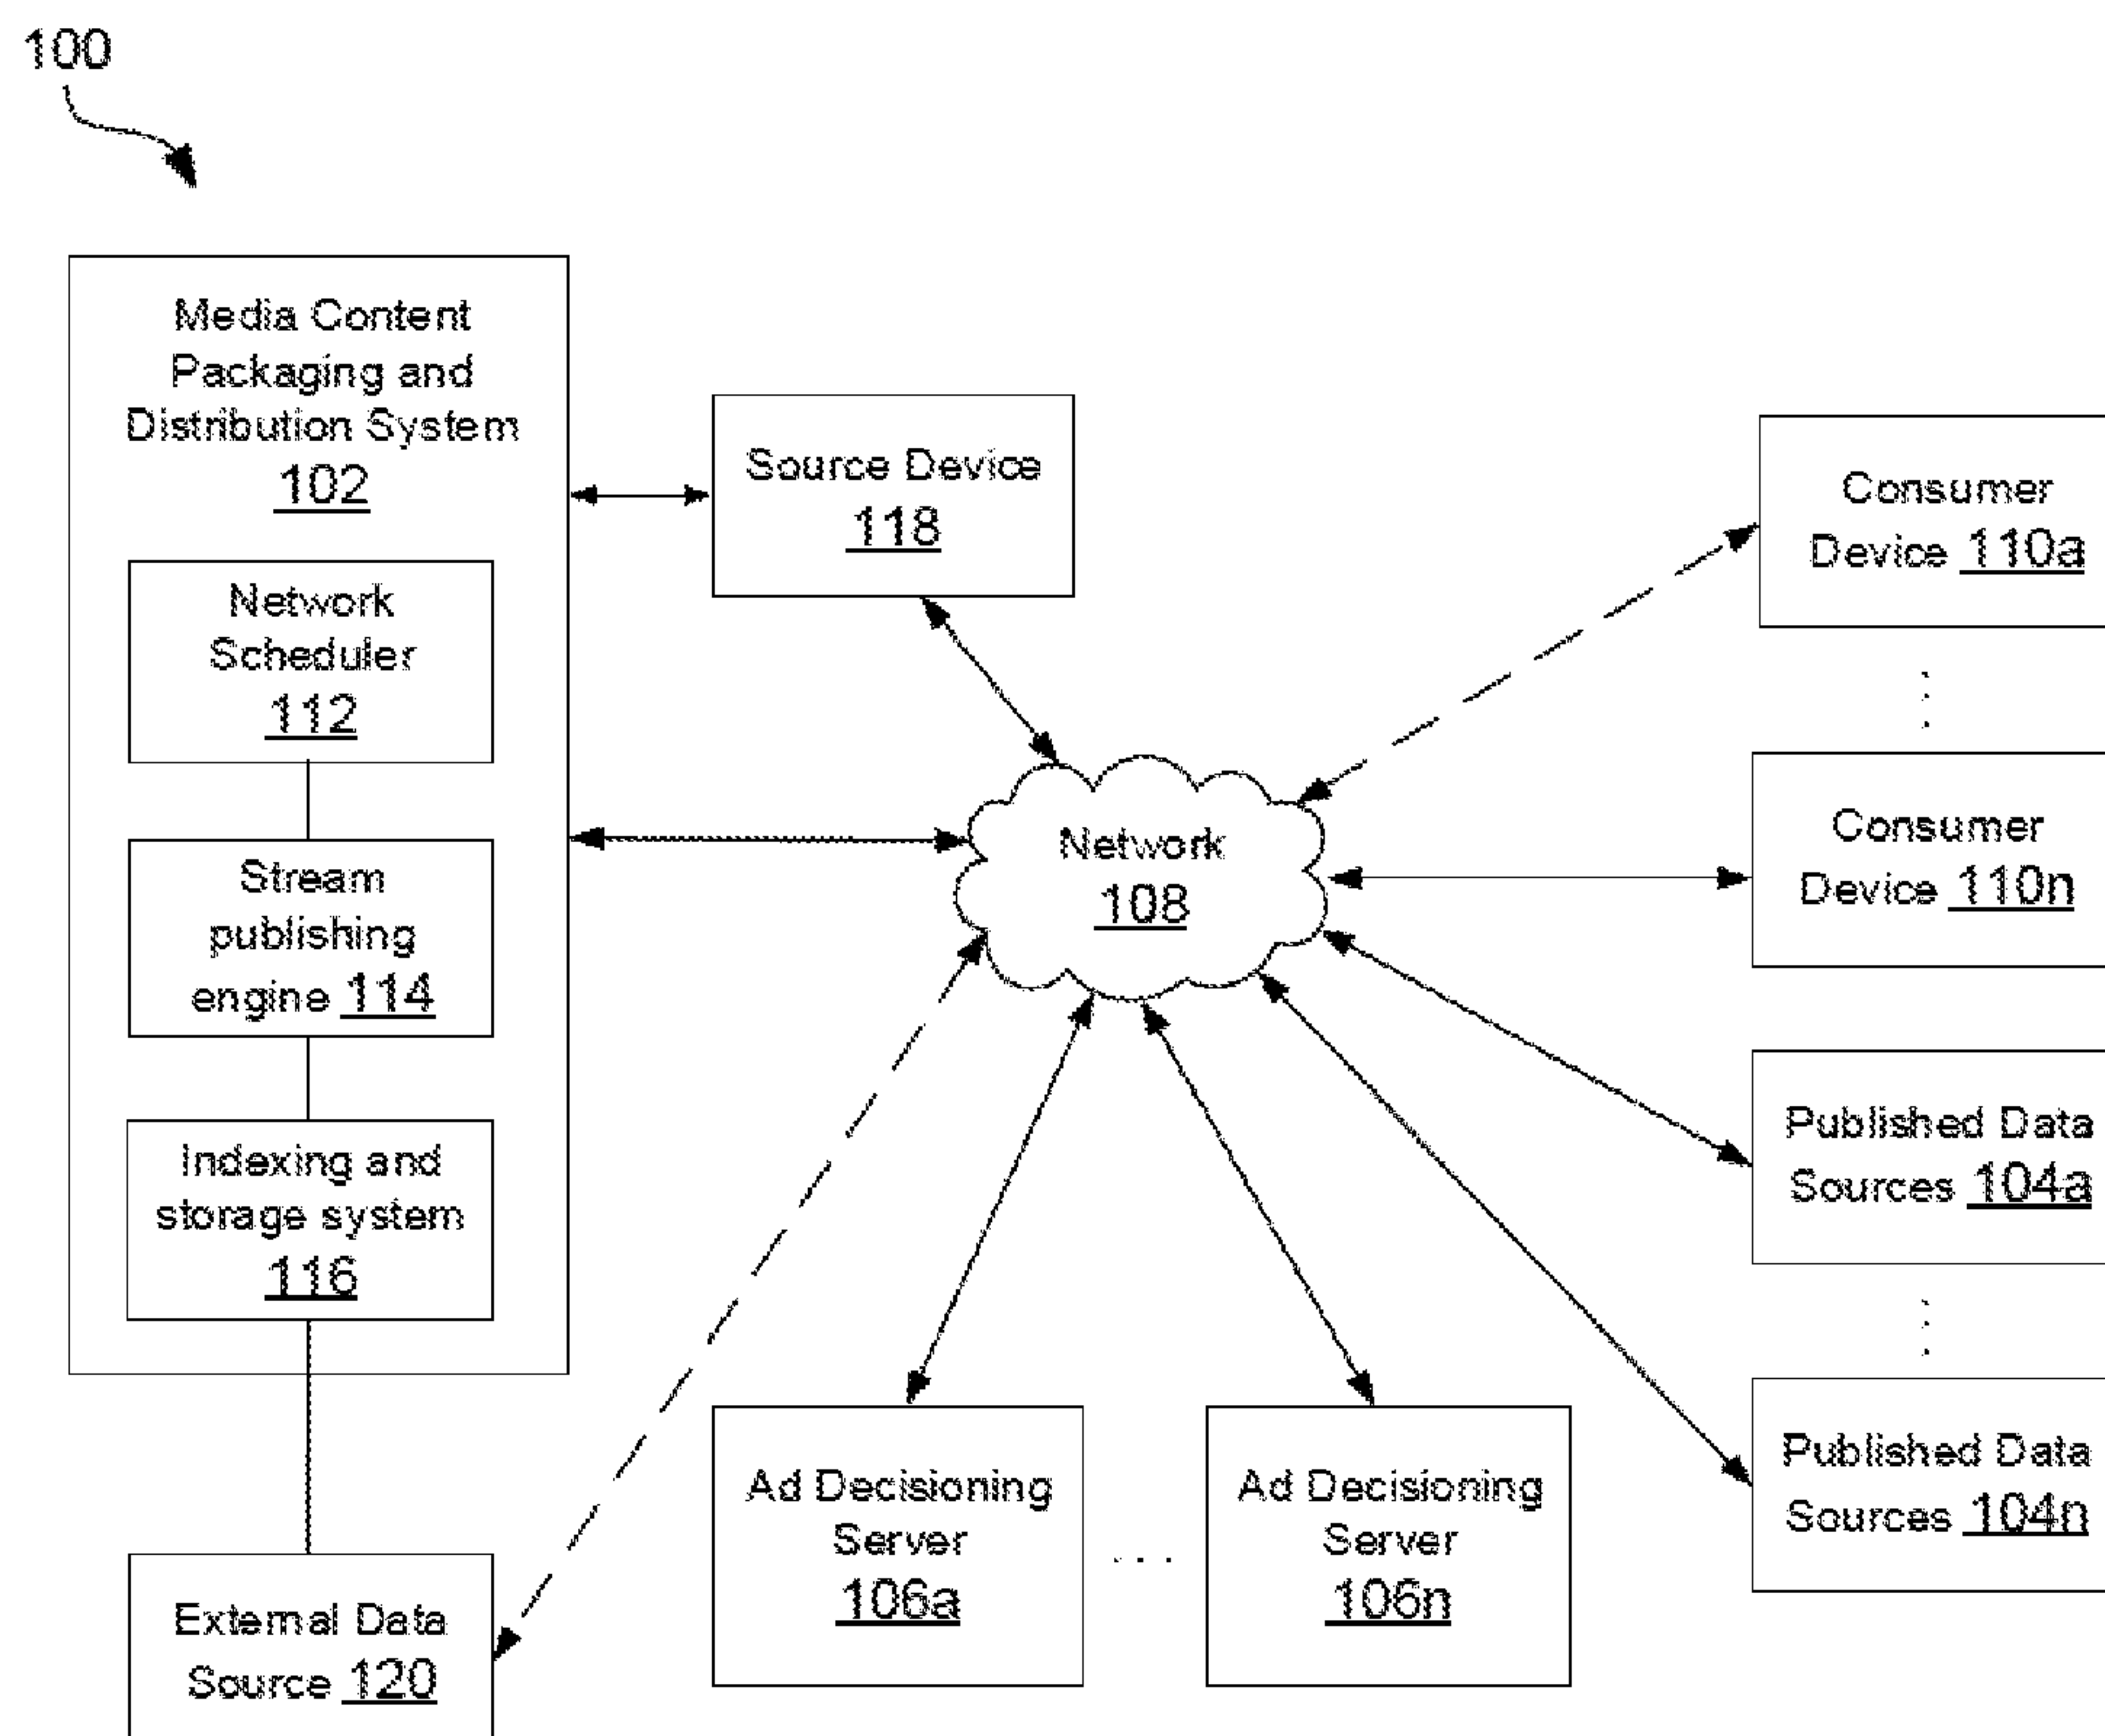 100
Media Content
Packaging and
Distribution System
102
Network
Scheduler
112
Stream
publishing
engine 114
Indexing and
storage system
116
External Data
Source 120
Source Device
118
Network
108
Ad Decisioning
Server
106a
. . .
Ad Decisioning
Server
106n
Consumer
Device 110a
Consumer
Device 110n
Published Data
Sources 104a
Published Data
Sources 104n